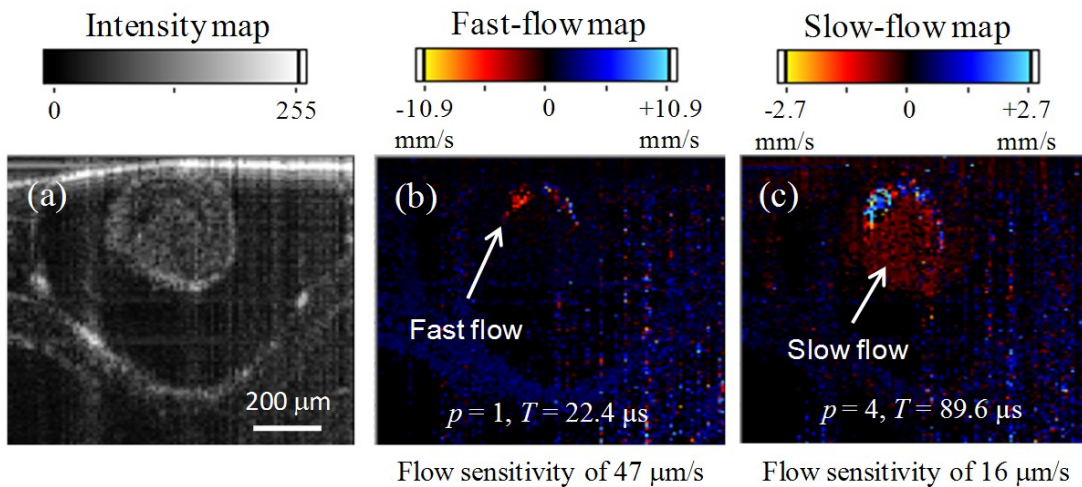 Intensity map
0
255
Fast-flow map
-10.9
mm/s
0
+10.9
mm/s
Slow-flow map
-2.7
mm/s
0
+2.7
mm/s
(a)
200 μm
(b)
Fast flow
p = 1, T = 22.4 μs
Flow sensitivity of 47 μm/s
(c)
Slow flow
p = 4, T = 89.6 μs
Flow sensitivity of 16 μm/s